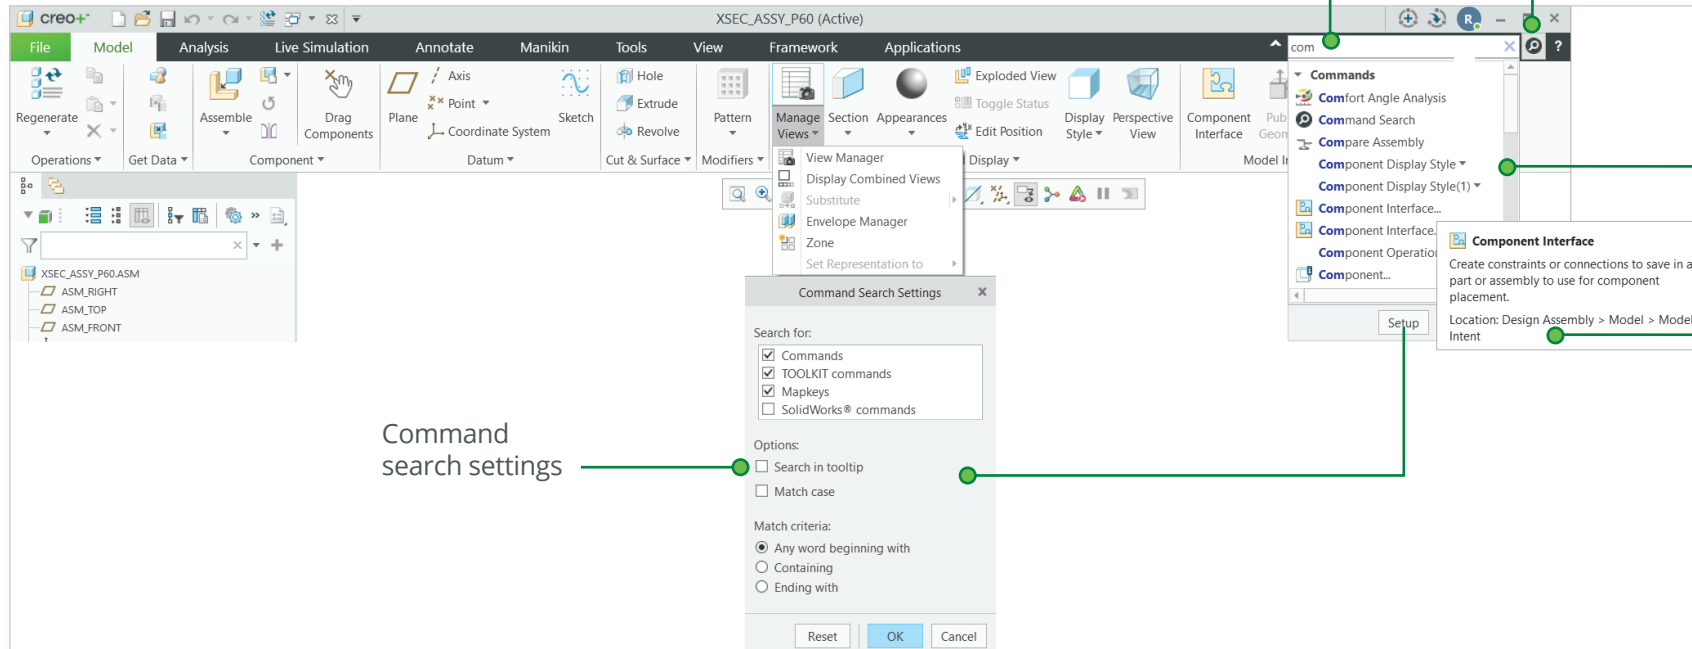 creo+
XSEC_ASSY_P60 (Active)
R
File Model Analysis Live Simulation Annotate Manikin Tools View Framework Applications
com
?
Regenerate
Operations
Get Data
Assemble
Drag Components
Component
Plane
Axis
Point
Coordinate System
Sketch
Datum
Hole
Extrude
Revolve
Cut & Surface
Pattern
Modifiers
Manage Views
Section
Appearances
Exploded View
Toggle Status
Edit Position
Display Style
Perspective View
Display
Component Interface
View Manager
Display Combined Views
Substitute
Envelope Manager
Zone
Set Representation to
Commands
Comfort Angle Analysis
Command Search
Compare Assembly
Component Display Style
Component Display Style(1)
Component Interface...
Component Interface.
Component Operatio
Component...
Setup
Component Interface
Create constraints or connections to save in a
part or assembly to use for component
placement.
Location: Design Assembly > Model > Model
Intent
XSEC_ASSY_P60.ASM
ASM_RIGHT
ASM_TOP
ASM_FRONT
Command Search Settings
Search for:
Commands
TOOLKIT commands
Mapkeys
SolidWorks® commands
Options:
Search in tooltip
Match case
Match criteria:
Any word beginning with
Containing
Ending with
Reset OK Cancel
Command
search settings